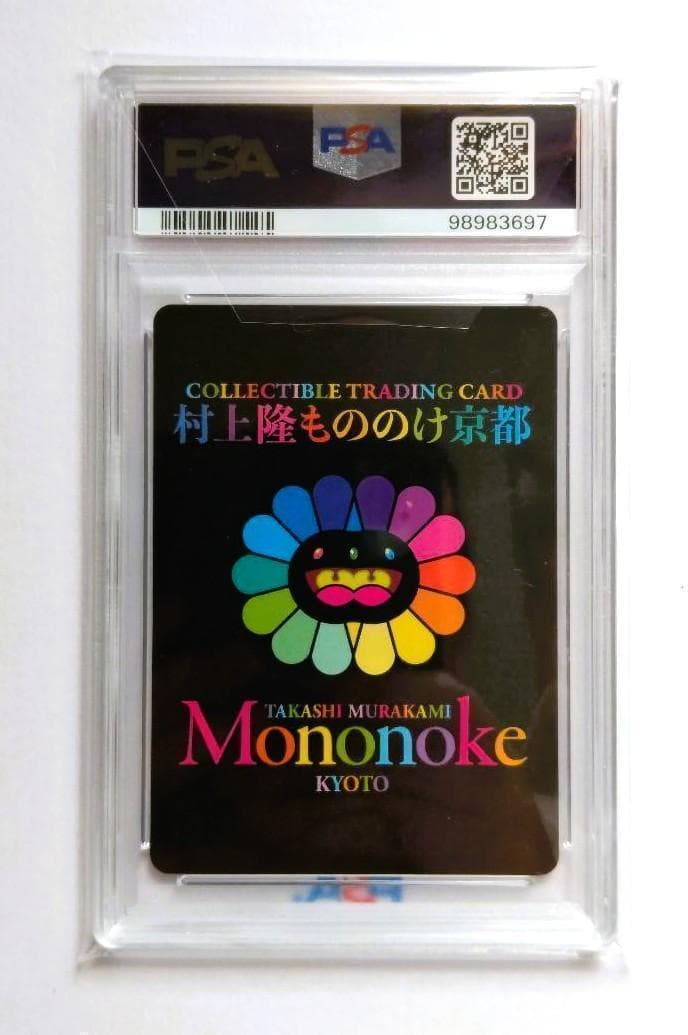 PSA
PSA
98983697
COLLECTIBLE TRADING CARD
村上隆もののけ京都
TAKASHI MURAKAMI
Mononoke
KYOTO
PSA